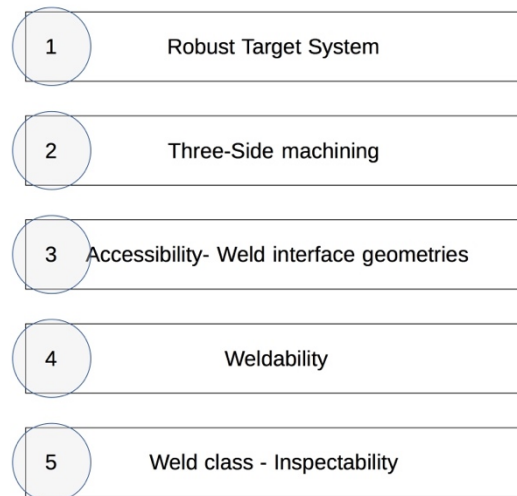 1 Robust Target System
2 Three-Side machining
3 Accessibility- Weld interface geometries
4 Weldability
5 Weld class - Inspectability